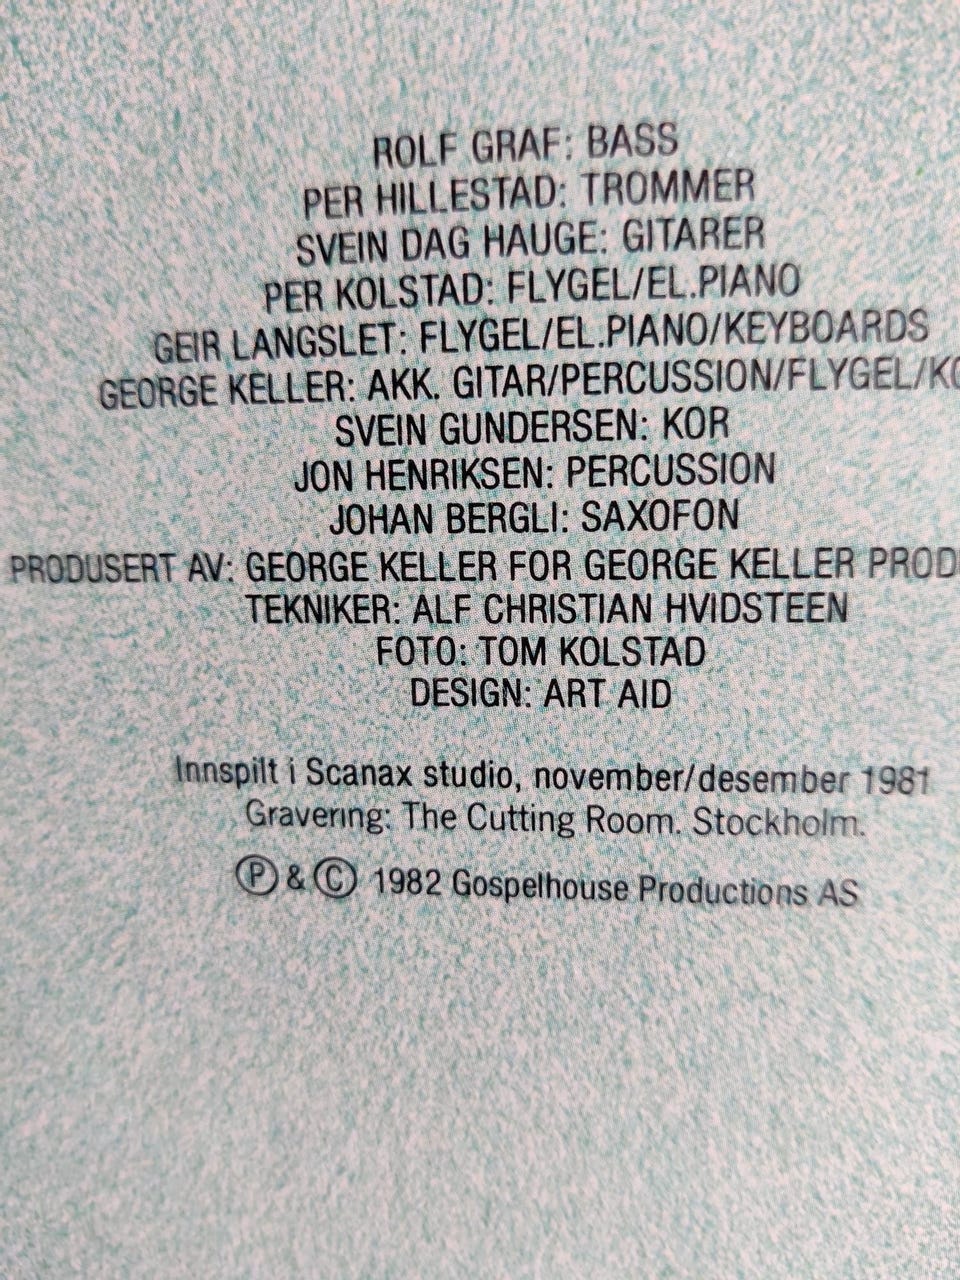 ROLF GRAF: BASS
PER HILLESTAD: TROMMER
SVEIN DAG HAUGE: GITARER
PER KOLSTAD: FLYGEL/EL.PIANO
GEIR LANGSLET: FLYGEL/EL.PIANO/KEYBOARDS
GEORGE KELLER: AKK. GITAR/PERCUSSION/FLYGEL/
SVEIN GUNDERSEN: KOR
JON HENRIKSEN: PERCUSSION
JOHAN BERGLI: SAXOFON
PRODUSERT AV: GEORGE KELLER FOR GEORGE KELLER
TEKNIKER: ALF CHRISTIAN HVIDSTEEN
FOTO: TOM KOLSTAD
DESIGN: ART AID
Innspilt i Scanax studio, november/desember 1981
Gravering: The Cutting Room. Stockholm.
Ⓟ & © 1982 Gospelhouse Productions AS